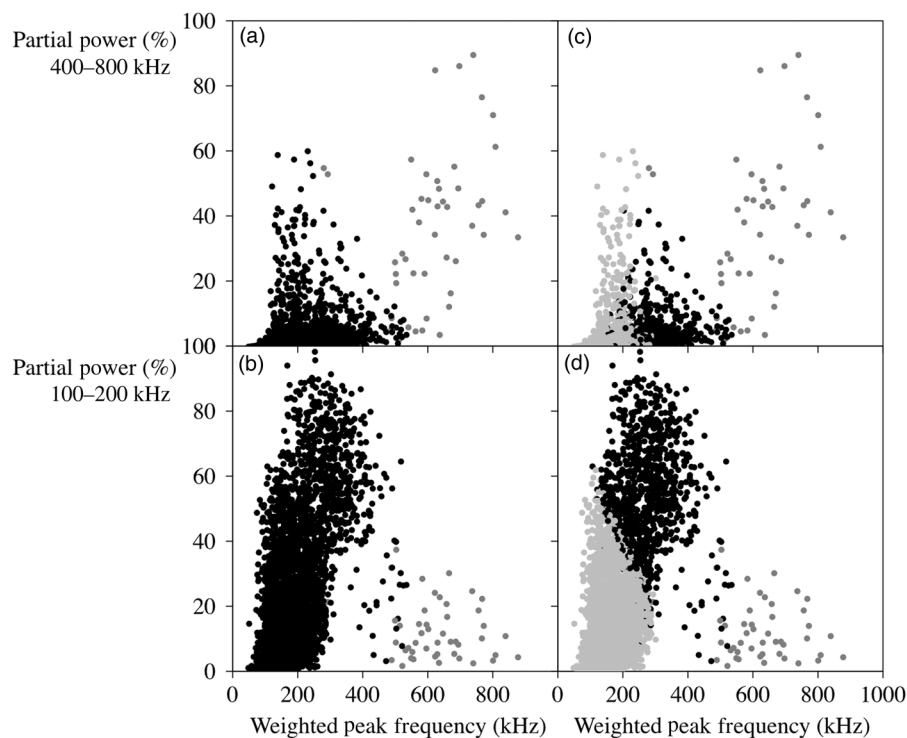 100 (a) (c)
Partial power (%)
400–800 kHz
80
60
40
20
100 (b) (d)
Partial power (%)
100–200 kHz
80
60
40
20
0
0 200 400 600 800 0 200 400 600 800 1000
Weighted peak frequency (kHz) Weighted peak frequency (kHz)